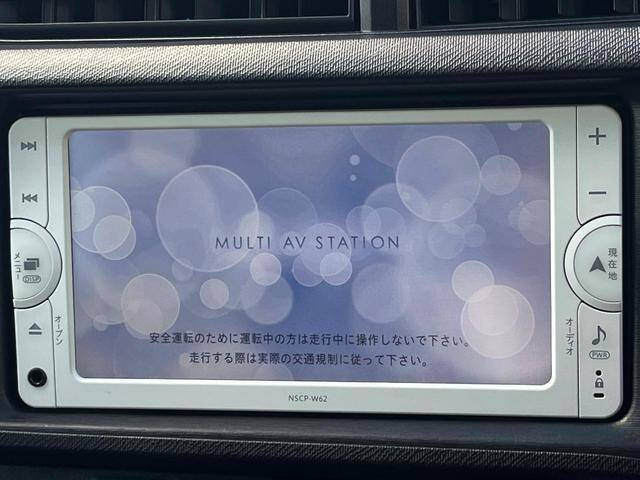 MULTI AV STATION
安全運転のために運転中の方は走行中に操作しないで下さい。
走行する際は実際の交通規制に従って下さい。
メニュー
DISP
オープン
現在地
オーディオ
PWR
NSCP-W62